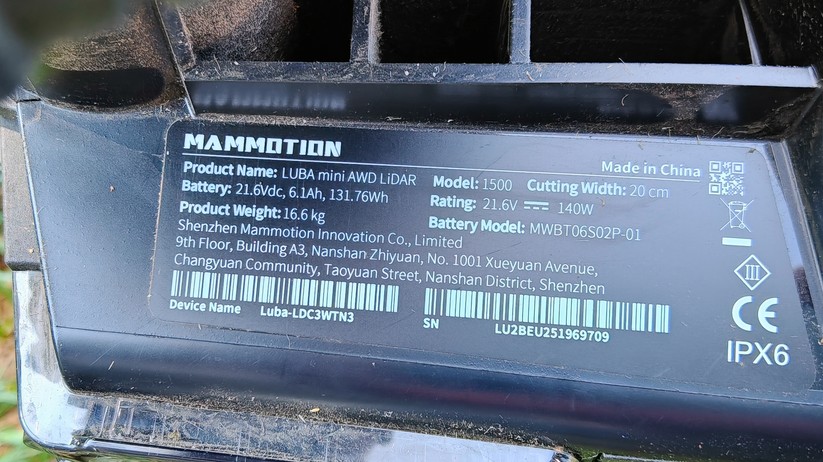 MAMMOTION
Made in China
Product Name: LUBA mini AWD LiDAR
Model: 1500 Cutting Width: 20 cm
Battery: 21.6Vdc, 6.1Ah, 131.76Wh
Rating: 21.6V ⎓ 140W
Product Weight: 16.6 kg
Battery Model: MWBT06S02P-01
Shenzhen Mammotion Innovation Co., Limited
9th Floor, Building A3, Nanshan Zhiyuan, No. 1001 Xueyuan Avenue,
Changyuan Community, Taoyuan Street, Nanshan District, Shenzhen
Device Name Luba-LDC3WTN3
SN LU2BEU251969709
III
CE
IPX6